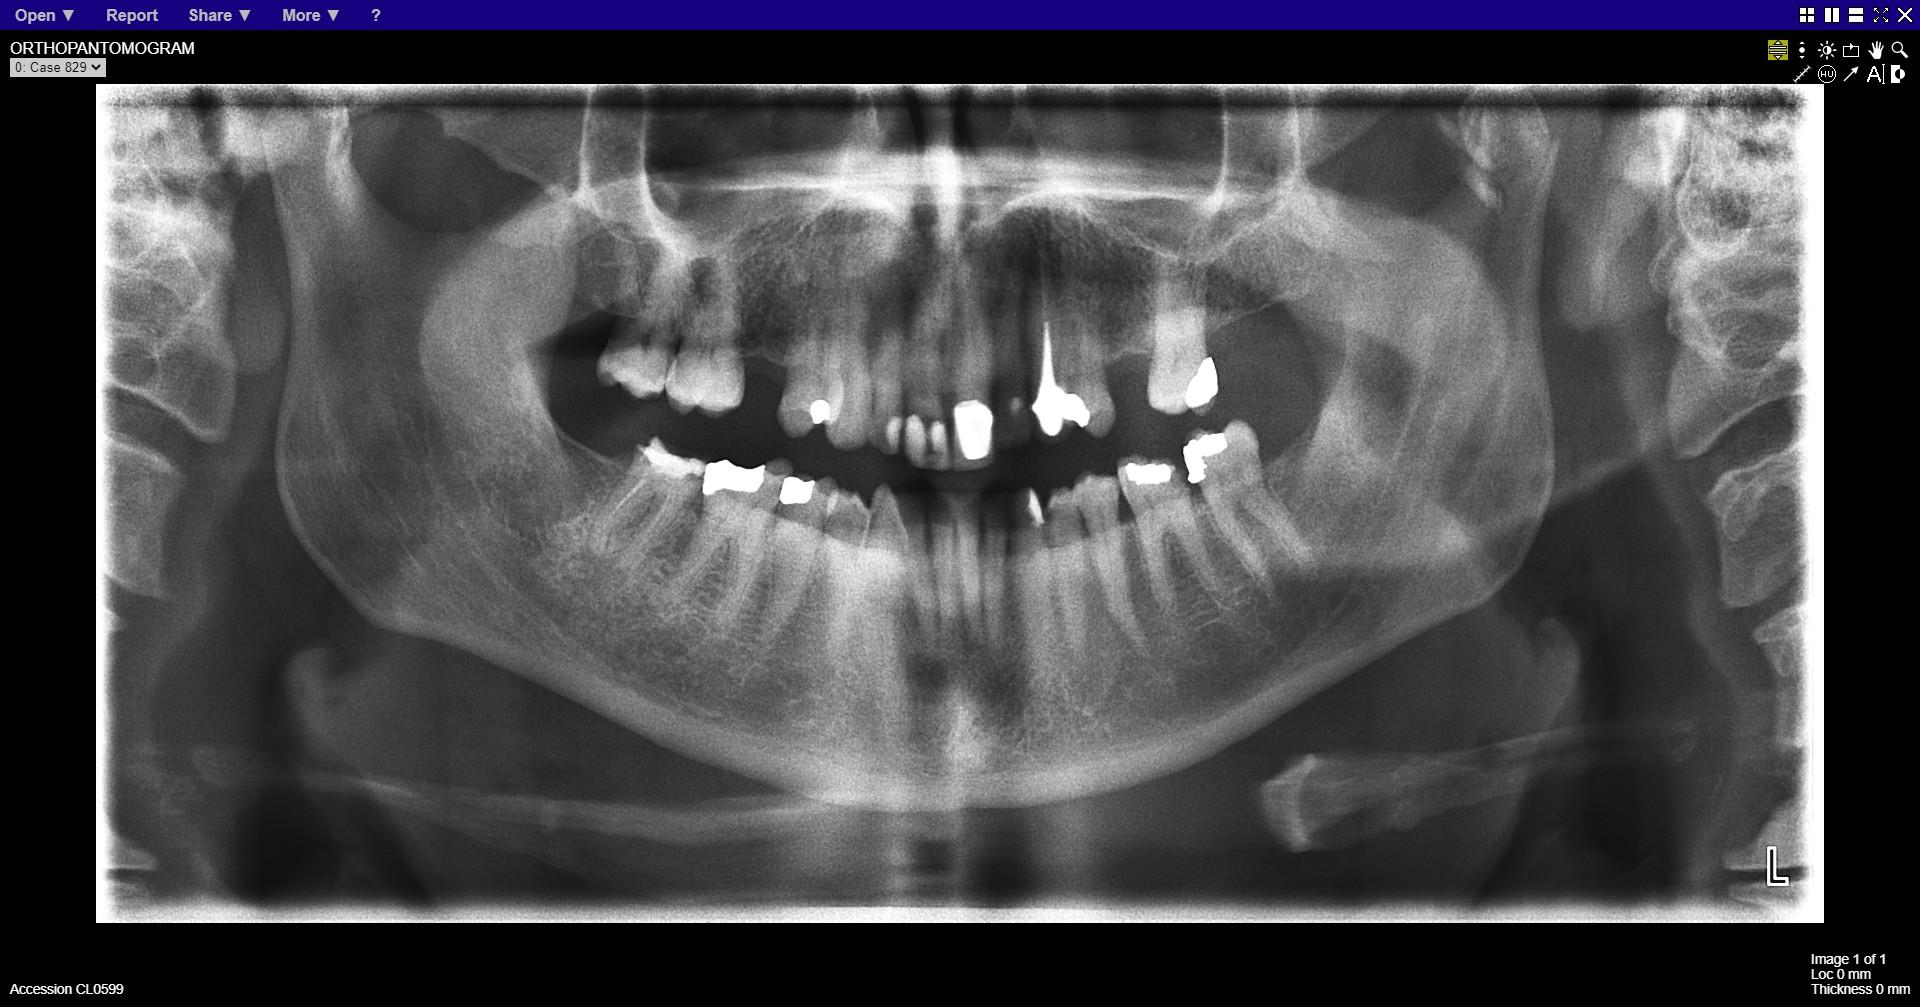 Open ▼ Report Share ▼ More ▼ ?
ORTHOPANTOMOGRAM
0: Case 829
HU
A
L
Image 1 of 1
Loc 0 mm
Accession CL0599
Thickness 0 mm